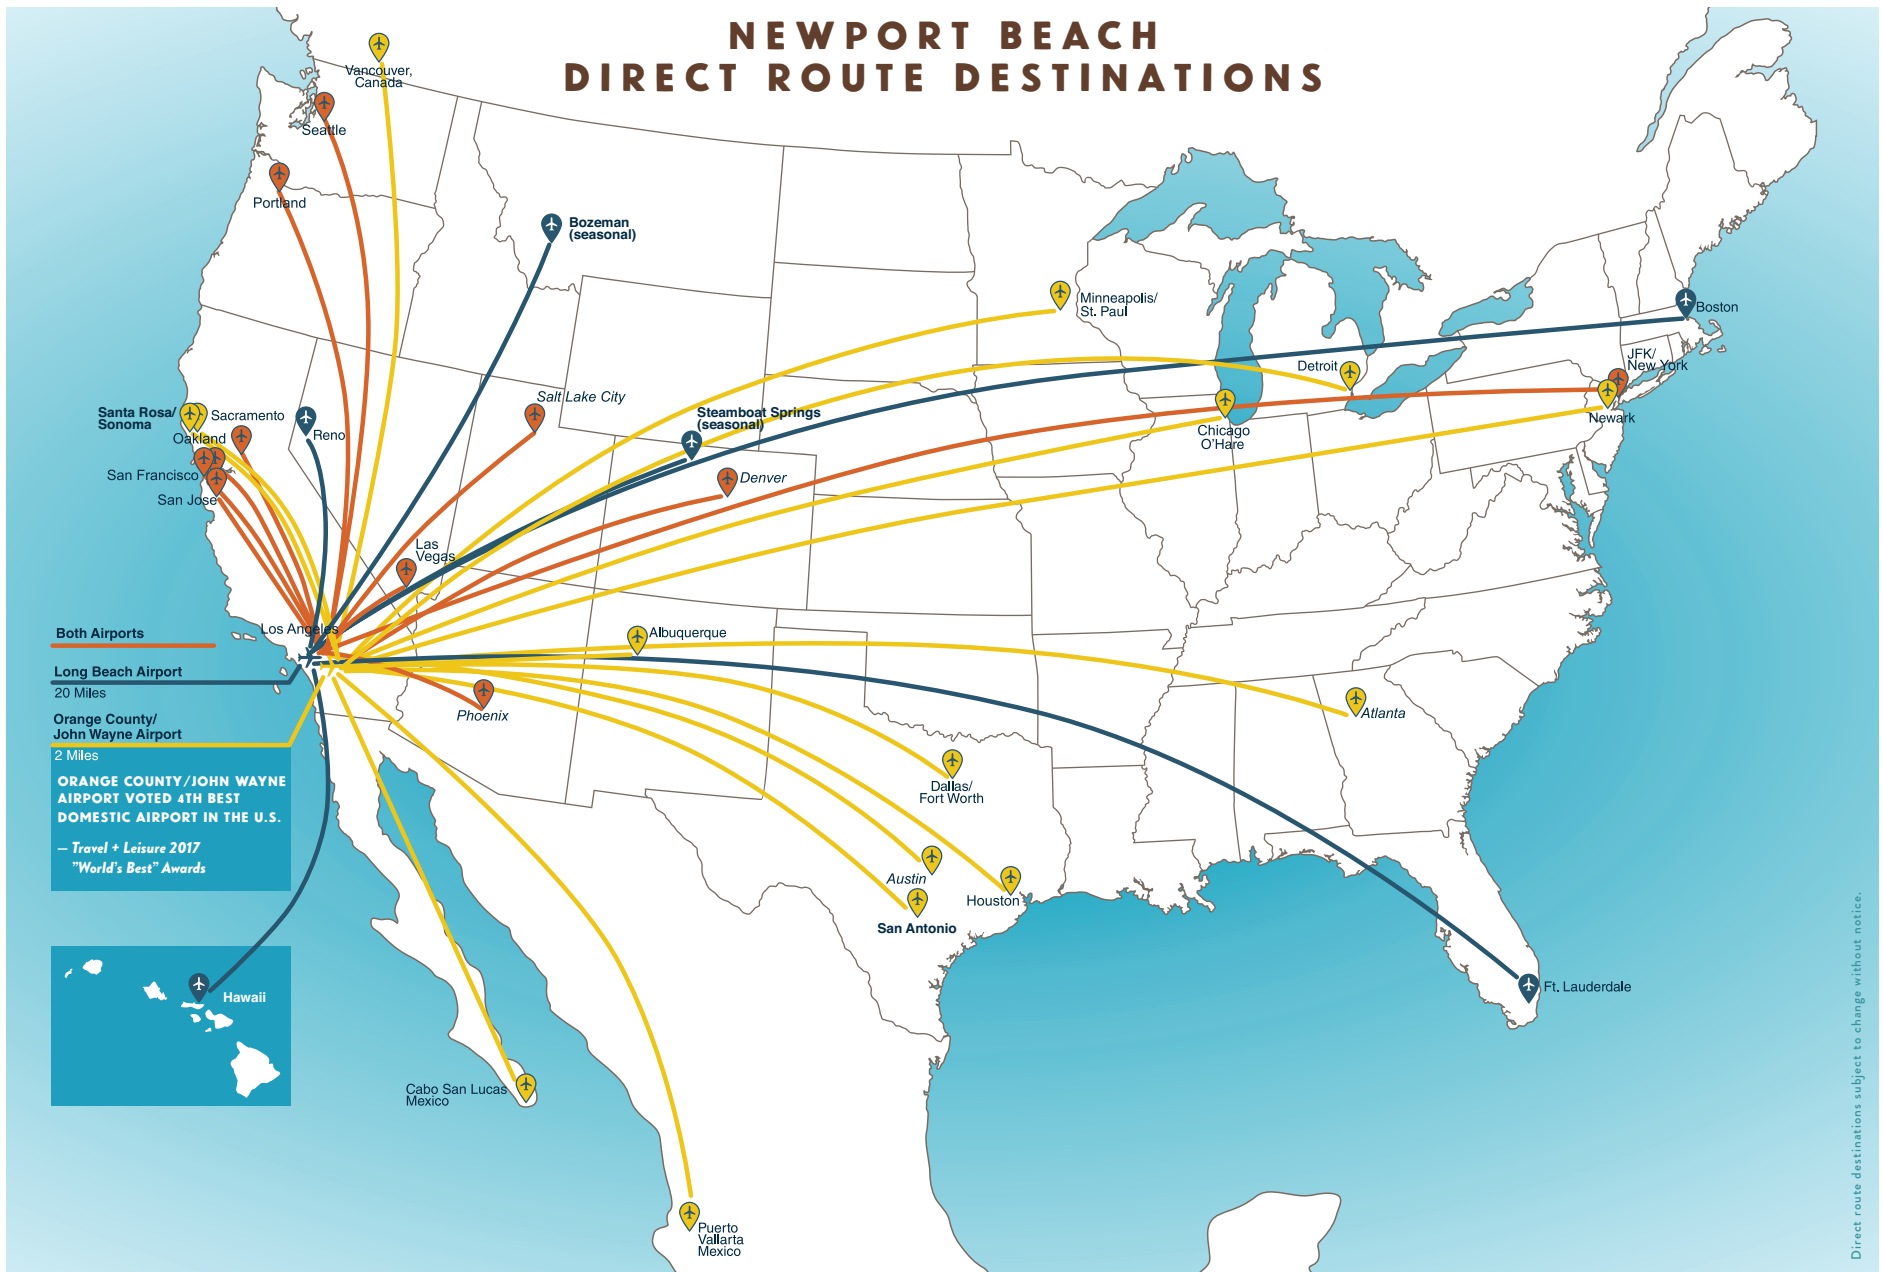 NEWPORT BEACH
DIRECT ROUTE DESTINATIONS
Vancouver,
Canada
Seattle
Portland
Bozeman
(seasonal)
Minneapolis/
St. Paul
Boston
Detroit
JFK/
New York
Newark
Chicago
O'Hare
Salt Lake City
Steamboat Springs
(seasonal)
Denver
Santa Rosa/
Sonoma
Sacramento
Oakland
Reno
San Francisco
San Jose
Las
Vegas
Los Angeles
Albuquerque
Phoenix
Atlanta
Dallas/
Fort Worth
Austin
Houston
San Antonio
Ft. Lauderdale
Both Airports
Long Beach Airport
20 Miles
Orange County/
John Wayne Airport
2 Miles
ORANGE COUNTY/JOHN WAYNE
AIRPORT VOTED 4TH BEST
DOMESTIC AIRPORT IN THE U.S.
— Travel + Leisure 2017
"World's Best" Awards
Hawaii
Cabo San Lucas
Mexico
Puerto
Vallarta
Mexico
Direct route destinations subject to change without notice.